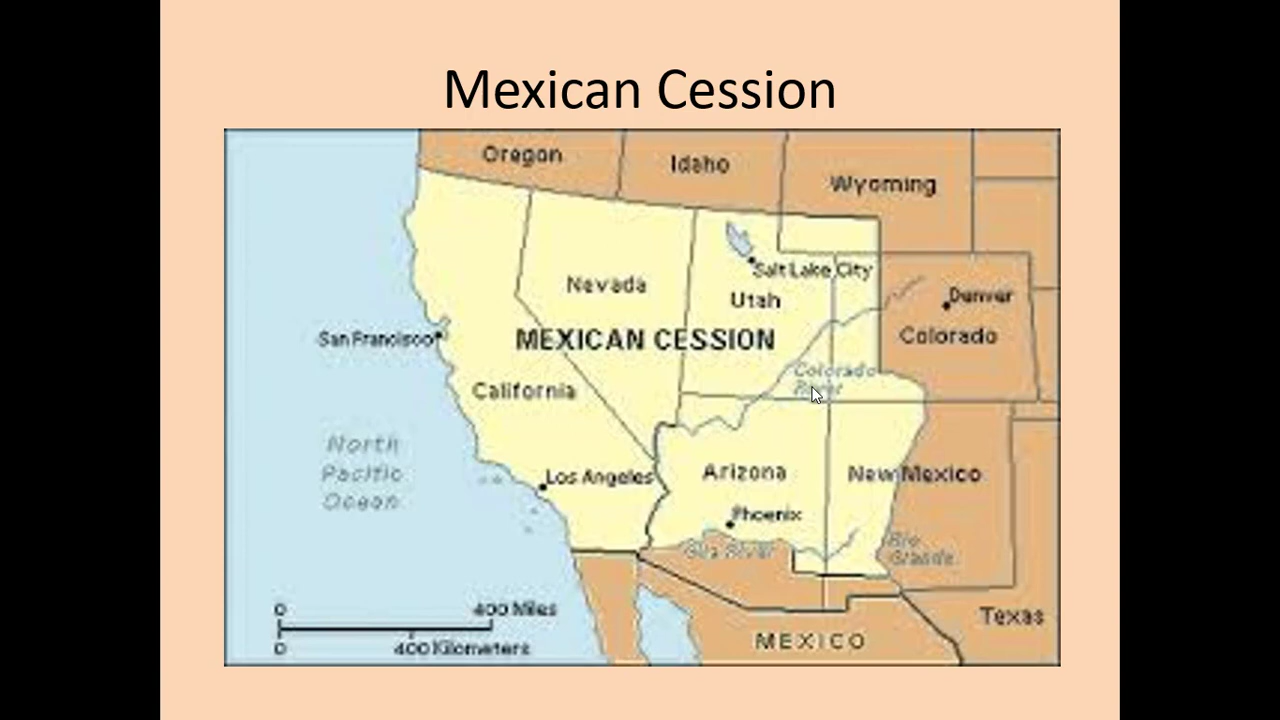 Mexican Cession
Oregon
Idaho
Wyoming
Salt Lake City
Nevada
Utah
Denver
MEXICAN CESSION
San Francisco
Colorado
Colorado
River
California
North
Pacific
Ocean
Los Angeles
Arizona
New Mexico
Phoenix
Gila River
Rio
Grande
0 400 Miles
0 400 Kilometers
Texas
MEXICO